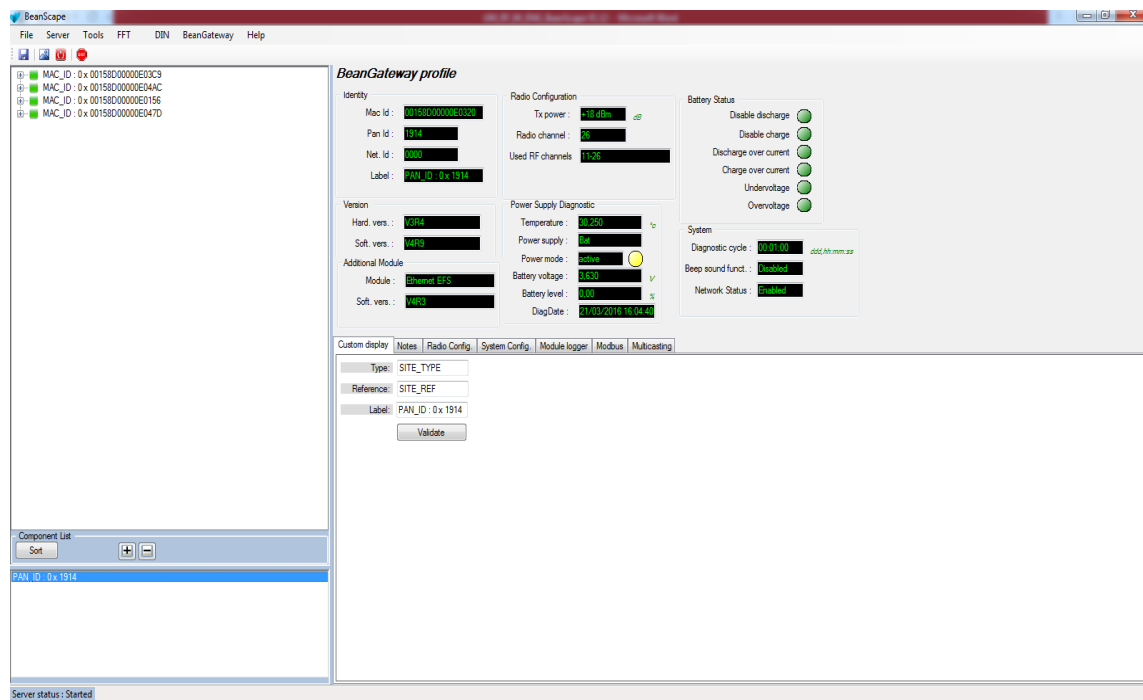 BeanScape
File Server Tools FFT DIN BeanGateway Help
MAC_ID : 0 x 00158D00000E03C9
MAC_ID : 0 x 00158D00000E04AC
MAC_ID : 0 x 00158D00000E0156
MAC_ID : 0 x 00158D00000E047D
Component List
Sort
PAN_ID : 0 x 1914
Server status : Started
BeanGateway profile
Identity
Mac Id : 00158D00000E0320
Pan Id : 1914
Net. Id : 0000
Label : PAN_ID : 0 x 1914
Version
Hard. vers. : V3R4
Soft. vers. : V4R9
Additional Module
Module : Ethernet EFS
Soft. vers. : V4R3
Radio Configuration
Tx power : +18 dBm dB
Radio channel : 26
Used RF channels 11-26
Power Supply Diagnostic
Temperature : 30,250 °c
Power supply : Bat
Power mode : active
Battery voltage : 3,630 V
Battery level : 0,00 %
DiagDate : 21/03/2016 16:04:40
Battery Status
Disable discharge
Disable charge
Discharge over current
Charge over current
Undervoltage
Overvoltage
System
Diagnostic cycle : 00:01:00 ddd,hh:mm:ss
Beep sound funct. : Disabled
Network Status : Enabled
Custom display Notes Radio Config. System Config. Module logger Modbus Multicasting
Type: SITE_TYPE
Reference: SITE_REF
Label: PAN_ID : 0 x 1914
Validate